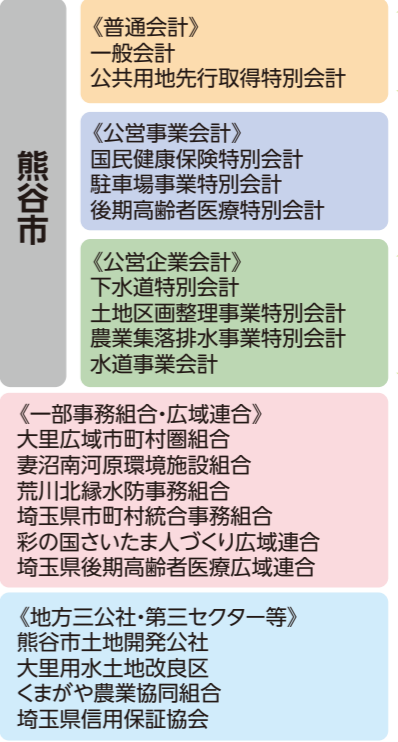 熊谷市
《普通会計》
一般会計
公共用地先行取得特別会計
《公営事業会計》
国民健康保険特別会計
駐車場事業特別会計
後期高齢者医療特別会計
《公営企業会計》
下水道特別会計
土地区画整理事業特別会計
農業集落排水事業特別会計
水道事業会計
《一部事務組合・広域連合》
大里広域市町村圏組合
妻沼南河原環境施設組合
荒川北縁水防事務組合
埼玉県市町村統合事務組合
彩の国さいたま人づくり広域連合
埼玉県後期高齢者医療広域連合
《地方三公社・第三セクター等》
熊谷市土地開発公社
大里用水土地改良区
くまがや農業協同組合
埼玉県信用保証協会